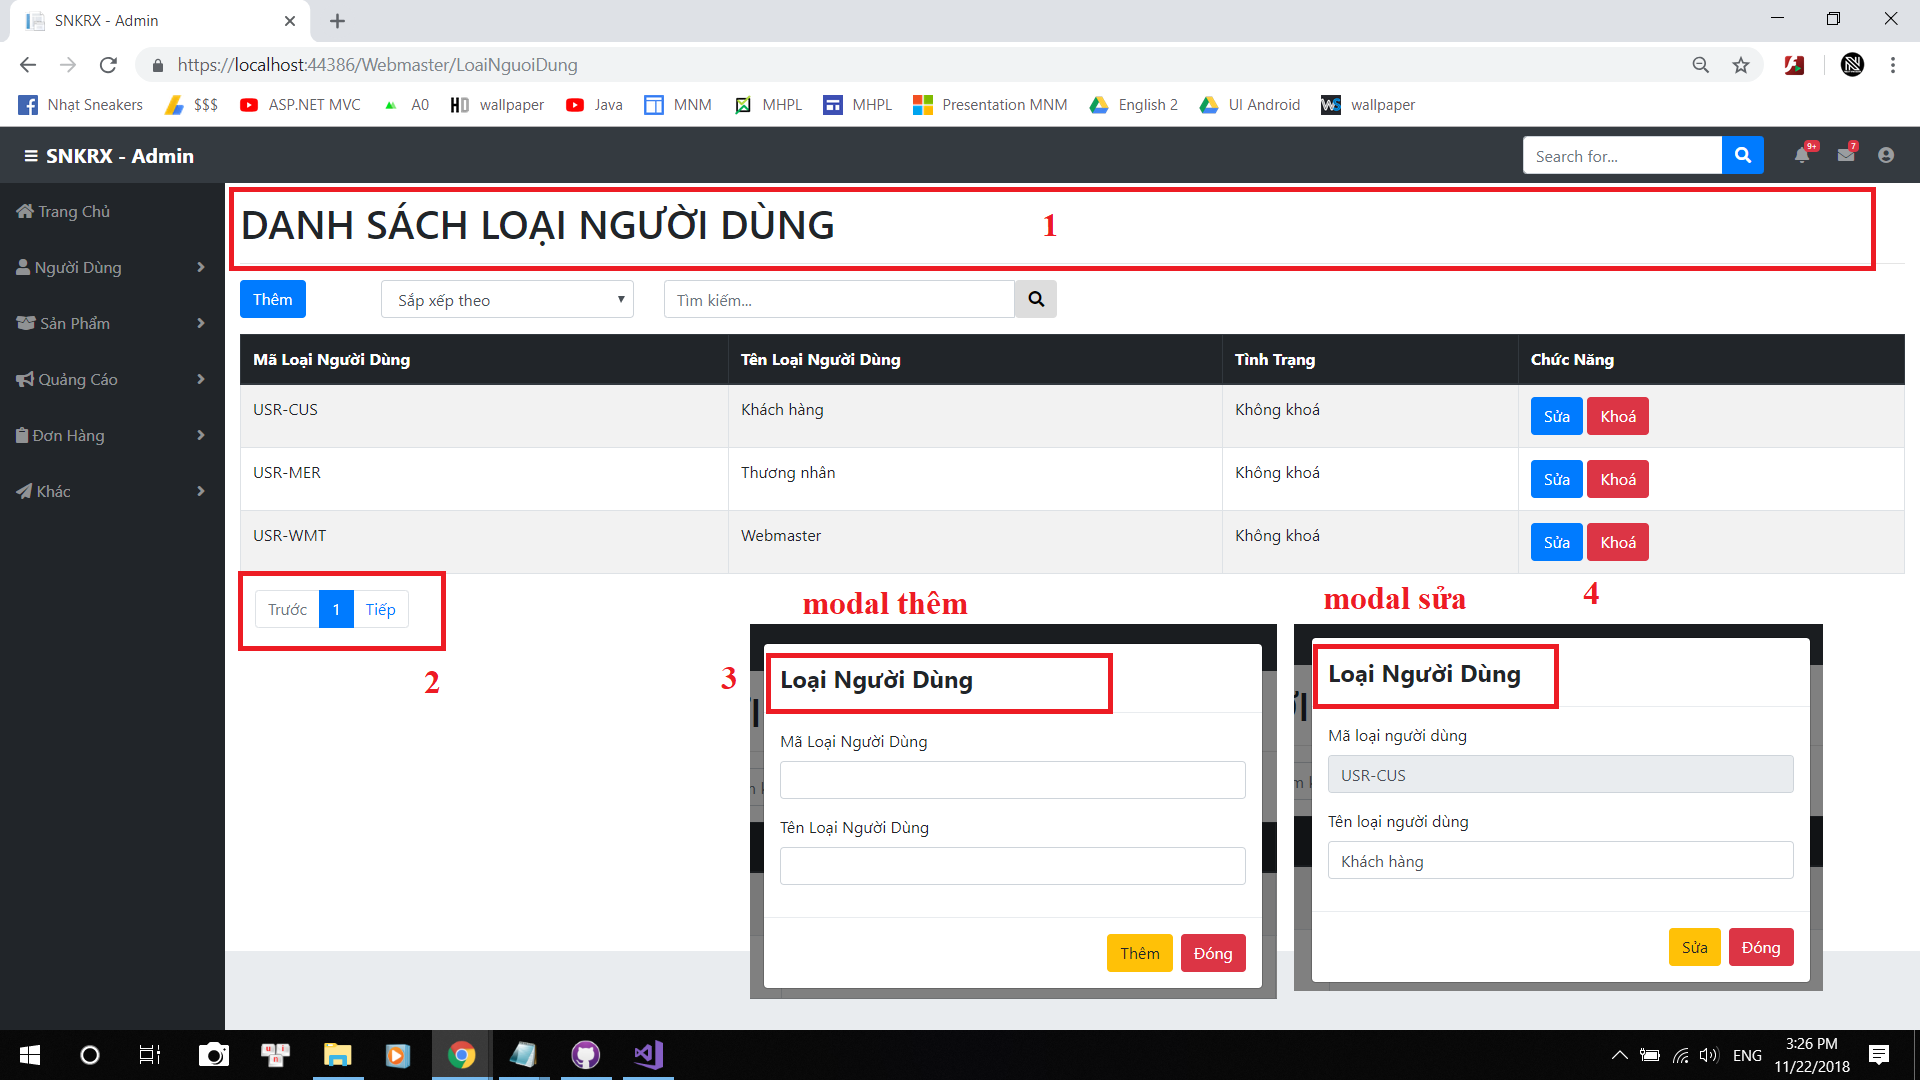 SNKRX - Admin
https://localhost:44386/Webmaster/LoaiNguoiDung
Nhạt Sneakers $$$ ASP.NET MVC A0 HD wallpaper Java MNM MHPL MHPL Presentation MNM English 2 UI Android WS wallpaper
SNKRX - Admin Search for... 9+ 7
Trang Chủ
Người Dùng
Sản Phẩm
Quảng Cáo
Đơn Hàng
Khác
DANH SÁCH LOẠI NGƯỜI DÙNG 1
Thêm Sắp xếp theo Tìm kiếm...
Mã Loại Người Dùng Tên Loại Người Dùng Tình Trạng Chức Năng
USR-CUS Khách hàng Không khoá Sửa Khoá
USR-MER Thương nhân Không khoá Sửa Khoá
USR-WMT Webmaster Không khoá Sửa Khoá
Trước 1 Tiếp
2
modal thêm
3
Loại Người Dùng
Mã Loại Người Dùng
Tên Loại Người Dùng
Thêm Đóng
modal sửa 4
Loại Người Dùng
Mã loại người dùng
USR-CUS
Tên loại người dùng
Khách hàng
Sửa Đóng
ENG
3:26 PM
11/22/2018